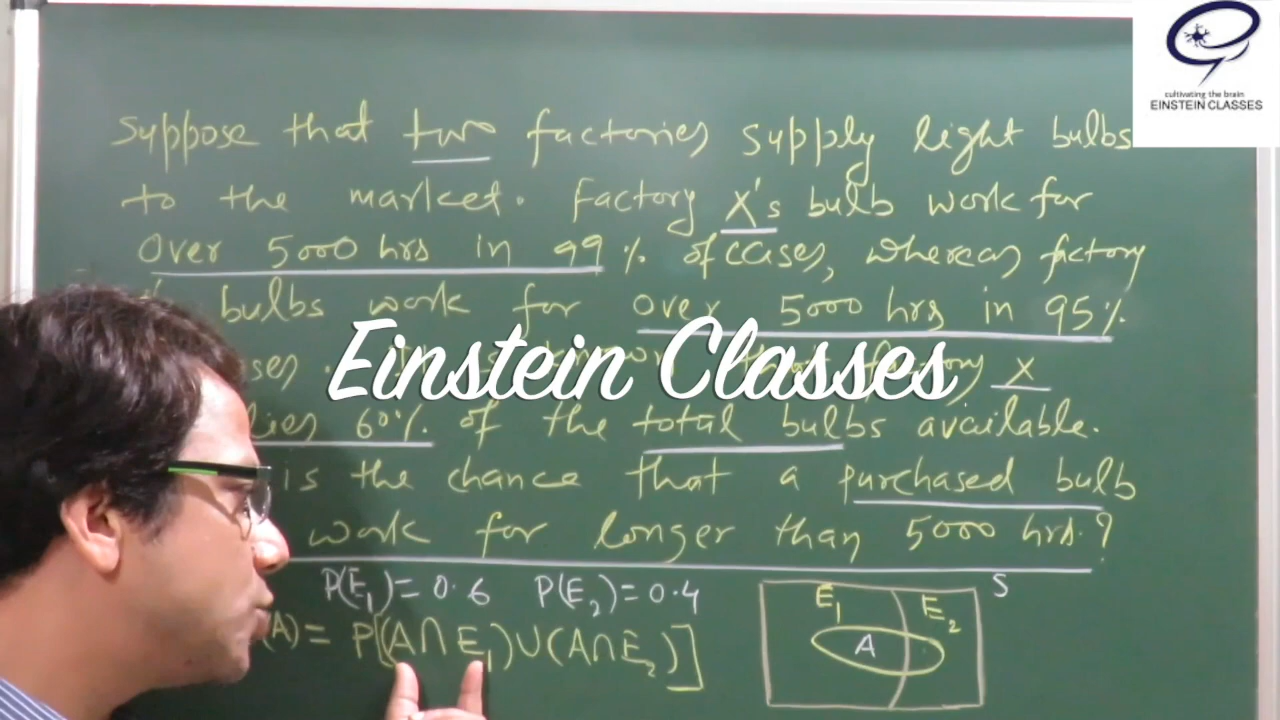 cultivating the brain
EINSTEIN CLASSES
Suppose that two factories supply light bulbs
to the market. Factory X's bulb work for
over 5000 hrs in 99% of cases, whereas factory
bulbs work for over 5000 hrs in 95%
factory X
Einstein Classes
60% of the total bulbs available.
is the chance that a purchased bulb
work for longer than 5000 hrs.?
P(E₁)=0.6 P(E₂)=0.4
(A)= P[(A∩E₁)∪(A∩E₂)]
S
E₁ E₂
A